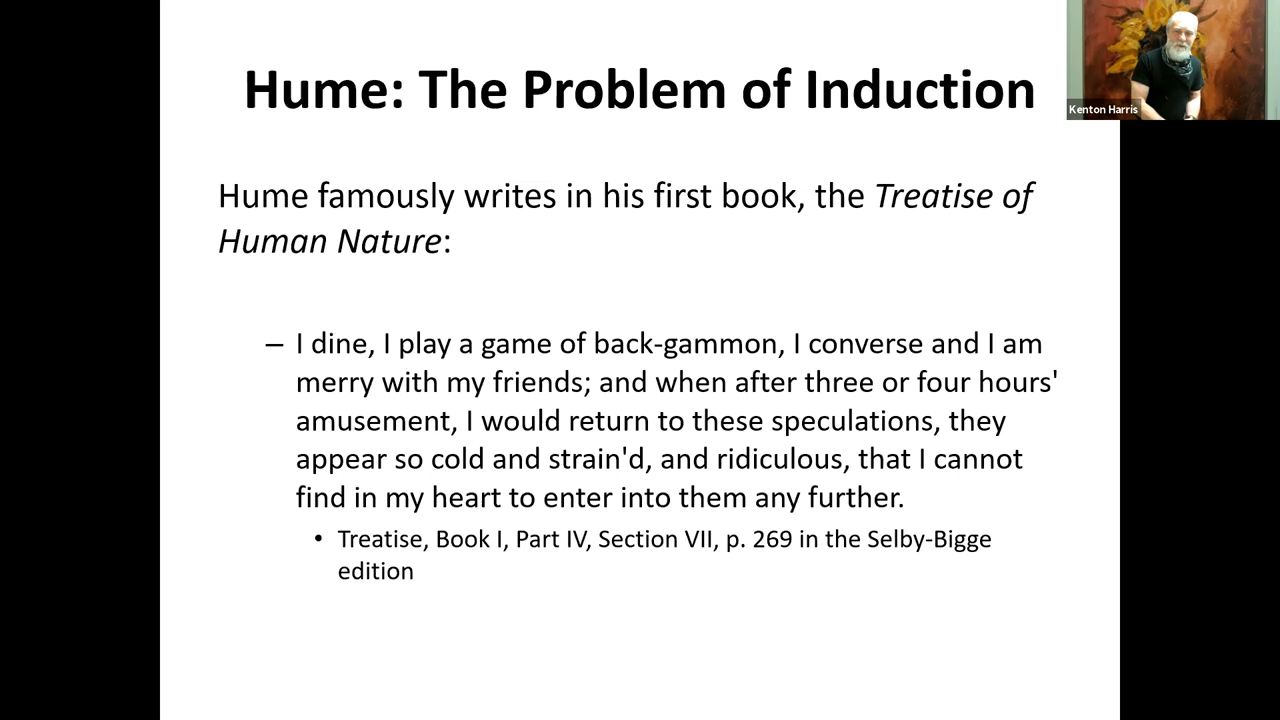 Hume: The Problem of Induction
Kenton Harris
Hume famously writes in his first book, the Treatise of
Human Nature:
– I dine, I play a game of back-gammon, I converse and I am
merry with my friends; and when after three or four hours'
amusement, I would return to these speculations, they
appear so cold and strain'd, and ridiculous, that I cannot
find in my heart to enter into them any further.
• Treatise, Book I, Part IV, Section VII, p. 269 in the Selby-Bigge
edition